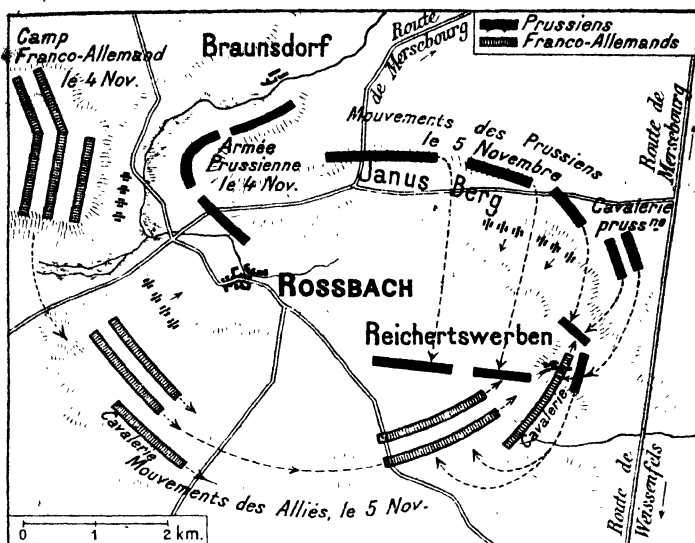 Camp
Franco-Allemand
le 4 Nov.
Braunsdorf
Route
de Mersebourg
Prussiens
Franco-Allemands
Armée
Prussienne
le 4 Nov.
Mouvements des Prussiens
le 5 Novembre
Janus Berg
Route de
Mersebourg
Cavalerie
pruss.ne
ROSSBACH
Reichertswerben
Cavalerie
Cavalerie
Mouvements des Alliés, le 5 Nov.
Route de
Weissenfels
0 1 2 km.